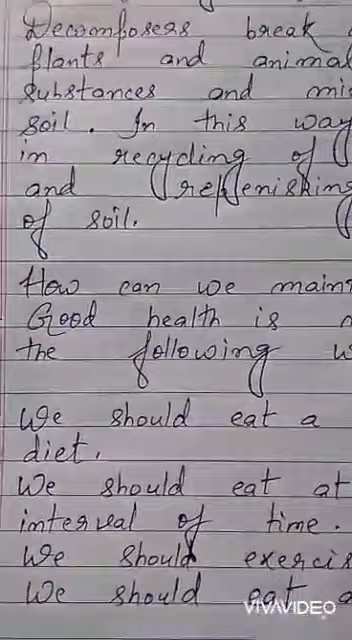 Decomposers break
plants and animal
substances and
soil. In this way
in recycling of
and replenishing
of soil.
How can we
Good health is
the following
We should eat a
diet.
We should eat at
interval of time.
We should
We should eat a
VIVAVIDEO